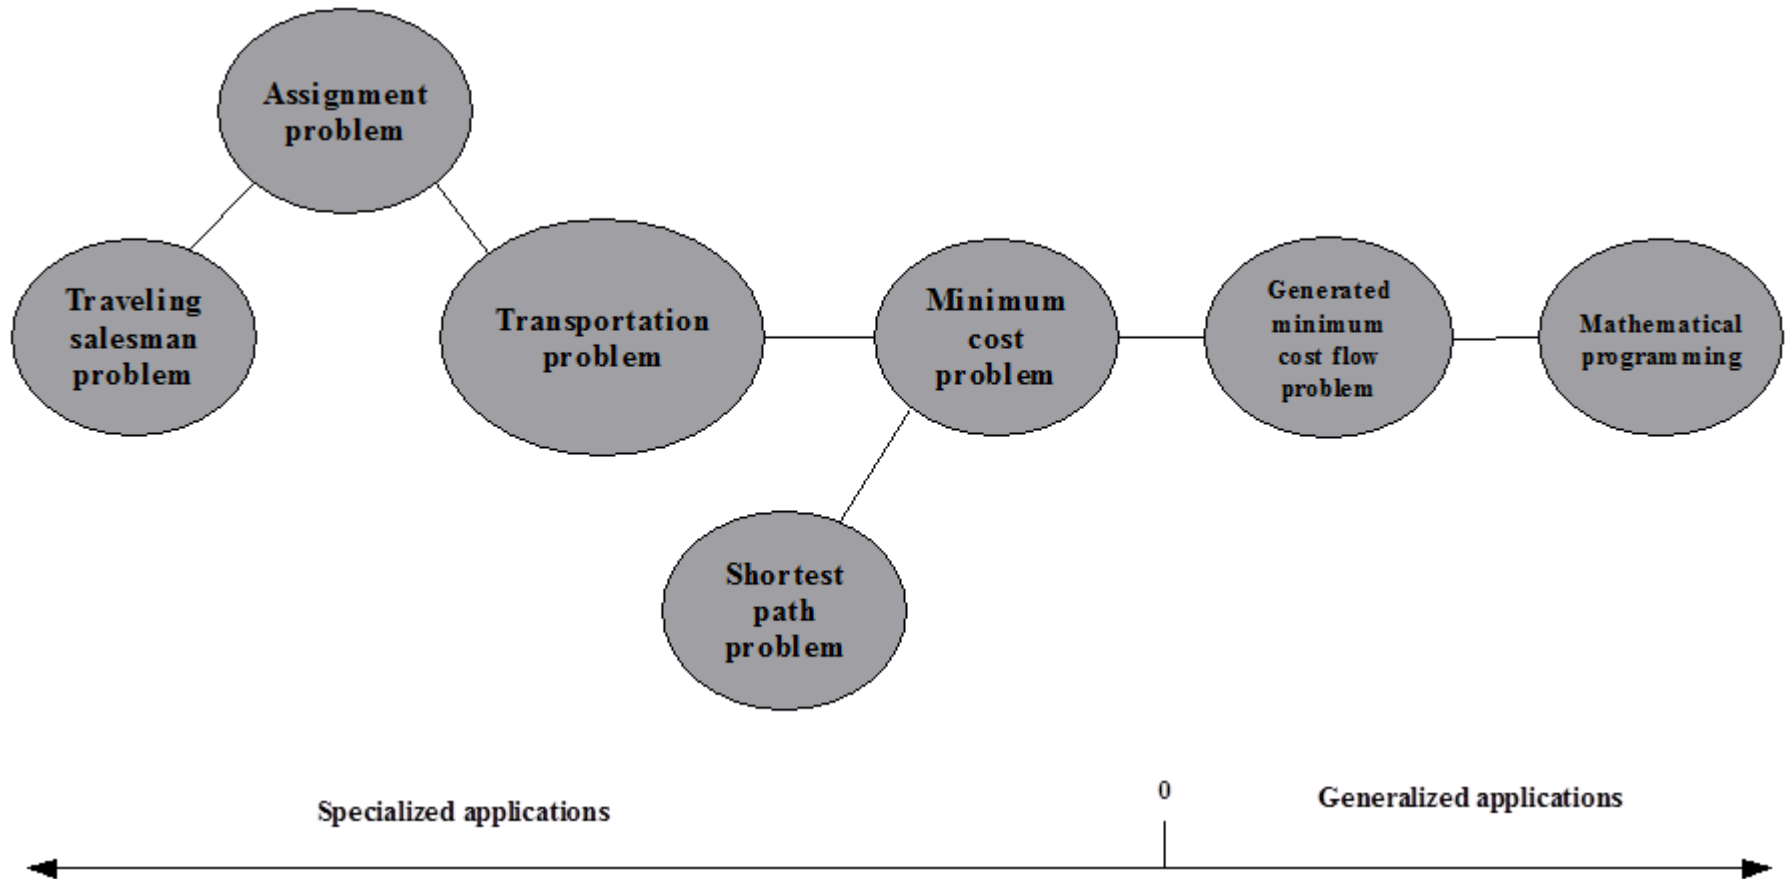 Assignment
problem
Traveling
salesman
problem
Transportation
problem
Minimum
cost
problem
Generated
minimum
cost flow
problem
Mathematical
programming
Shortest
path
problem
Specialized applications
0
Generalized applications